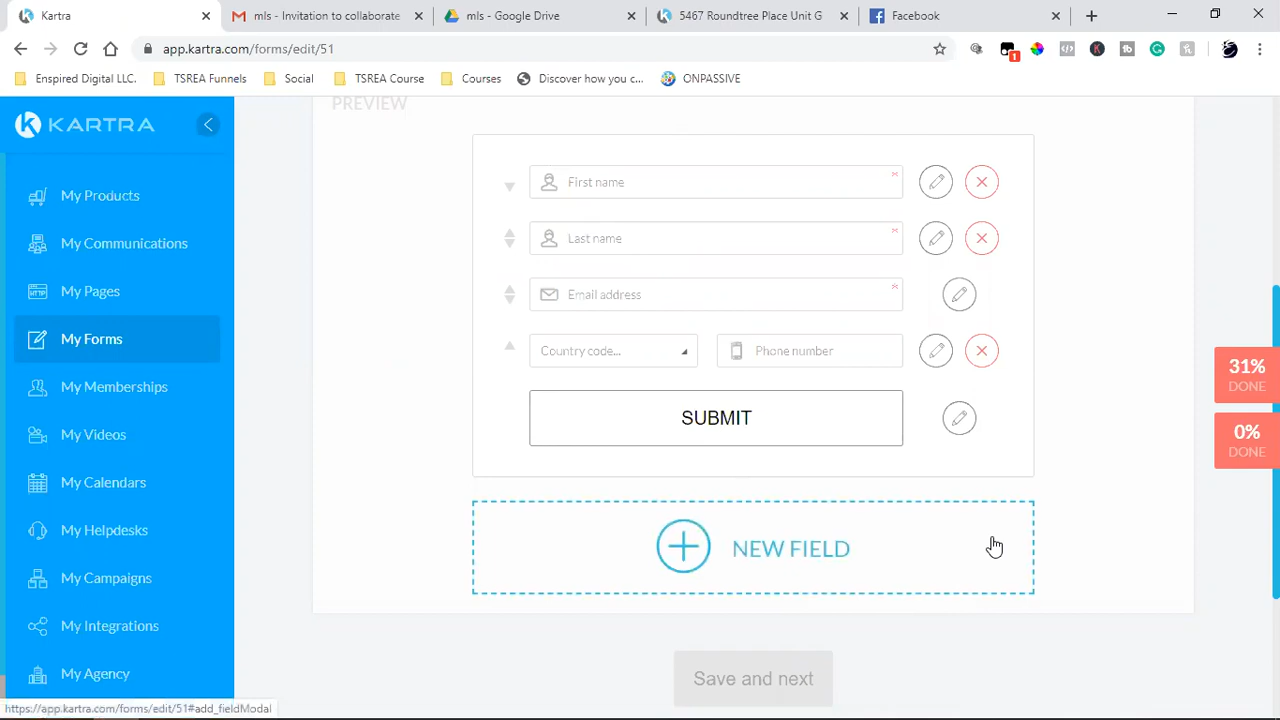 Kartra
mls - Invitation to collaborate
mls - Google Drive
5467 Roundtree Place Unit G
Facebook
app.kartra.com/forms/edit/51
1
Enspired Digital LLC.
TSREA Funnels
Social
TSREA Course
Courses
Discover how you c...
ONPASSIVE
KARTRA
My Products
My Communications
My Pages
My Forms
My Memberships
My Videos
My Calendars
My Helpdesks
My Campaigns
My Integrations
My Agency
PREVIEW
First name *
Last name *
Email address *
Country code...
Phone number
SUBMIT
NEW FIELD
Save and next
31%
DONE
0%
DONE
https://app.kartra.com/forms/edit/51#add_fieldModal